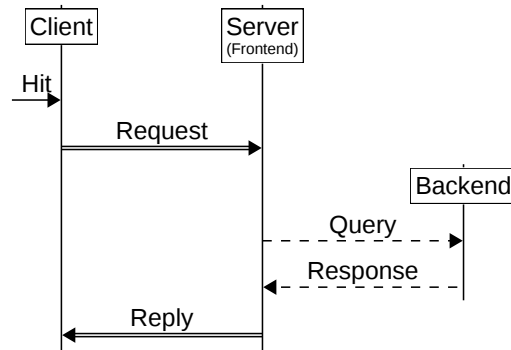 Client
Server
(Frontend)
Hit
Request
Backend
Query
Response
Reply